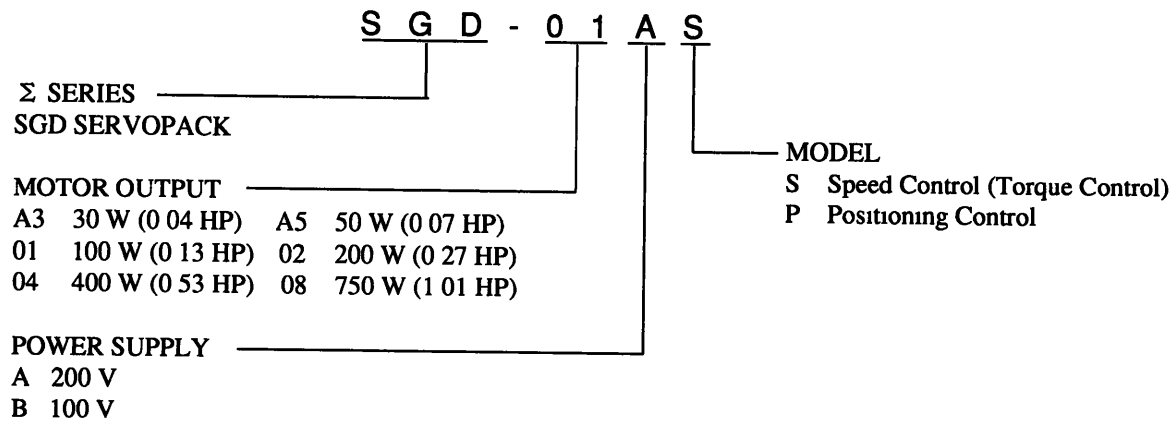 SGD - 01AS
Σ SERIES
SGD SERVOPACK
MOTOR OUTPUT
A3 30 W (0 04 HP) A5 50 W (0 07 HP)
01 100 W (0 13 HP) 02 200 W (0 27 HP)
04 400 W (0 53 HP) 08 750 W (1 01 HP)
POWER SUPPLY
A 200 V
B 100 V
MODEL
S Speed Control (Torque Control)
P Positioning Control